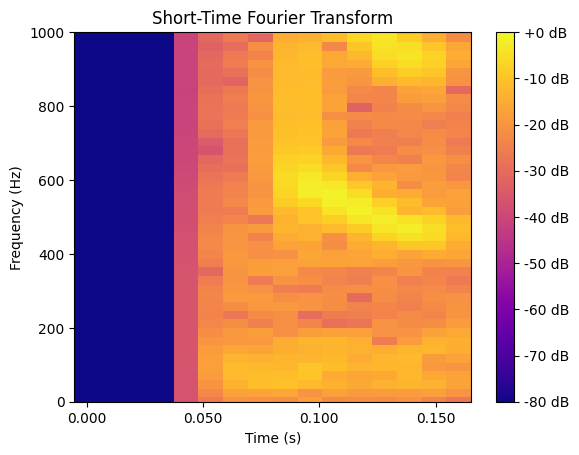 Short-Time Fourier Transform
1000
800
600
400
200
0
Frequency (Hz)
0.000
0.050
0.100
0.150
Time (s)
+0 dB
-10 dB
-20 dB
-30 dB
-40 dB
-50 dB
-60 dB
-70 dB
-80 dB